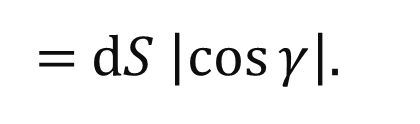 = d𝑆 |cos 𝛾|.